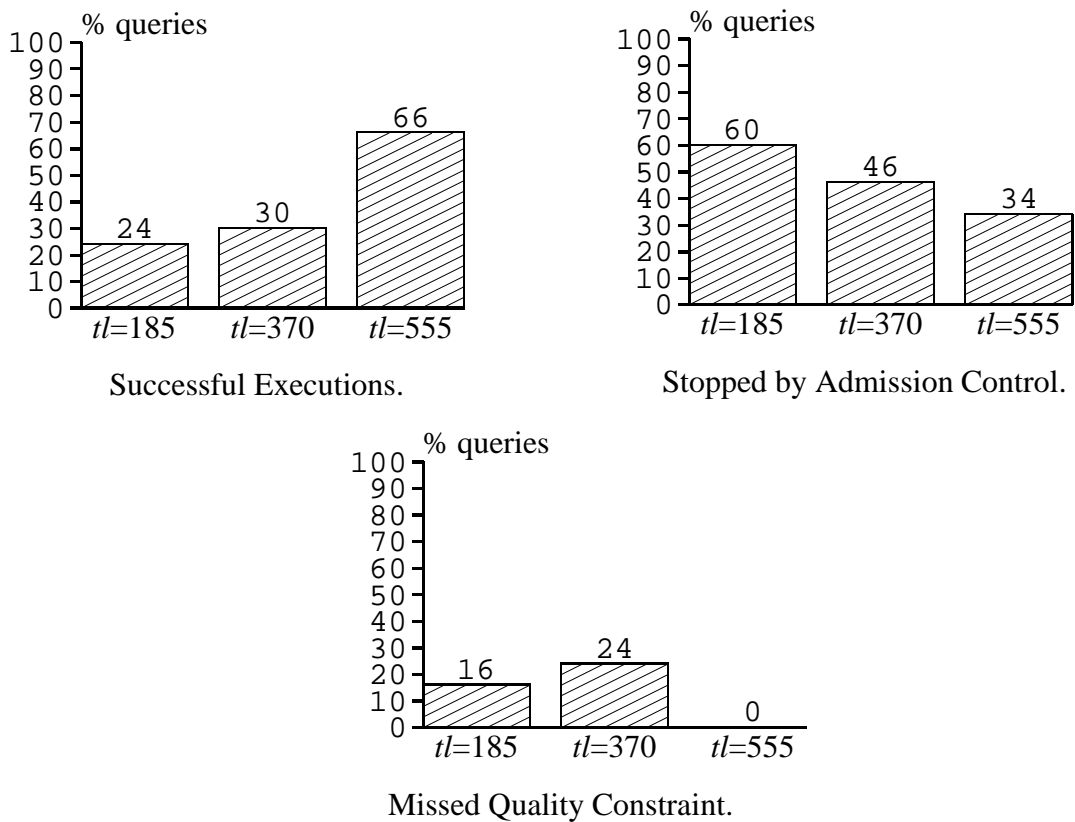 % queries
100
90
80
70
60
50
40
30
20
10
0
24
30
66
tl=185
tl=370
tl=555
Successful Executions.
% queries
100
90
80
70
60
50
40
30
20
10
0
60
46
34
tl=185
tl=370
tl=555
Stopped by Admission Control.
% queries
100
90
80
70
60
50
40
30
20
10
0
16
24
0
tl=185
tl=370
tl=555
Missed Quality Constraint.